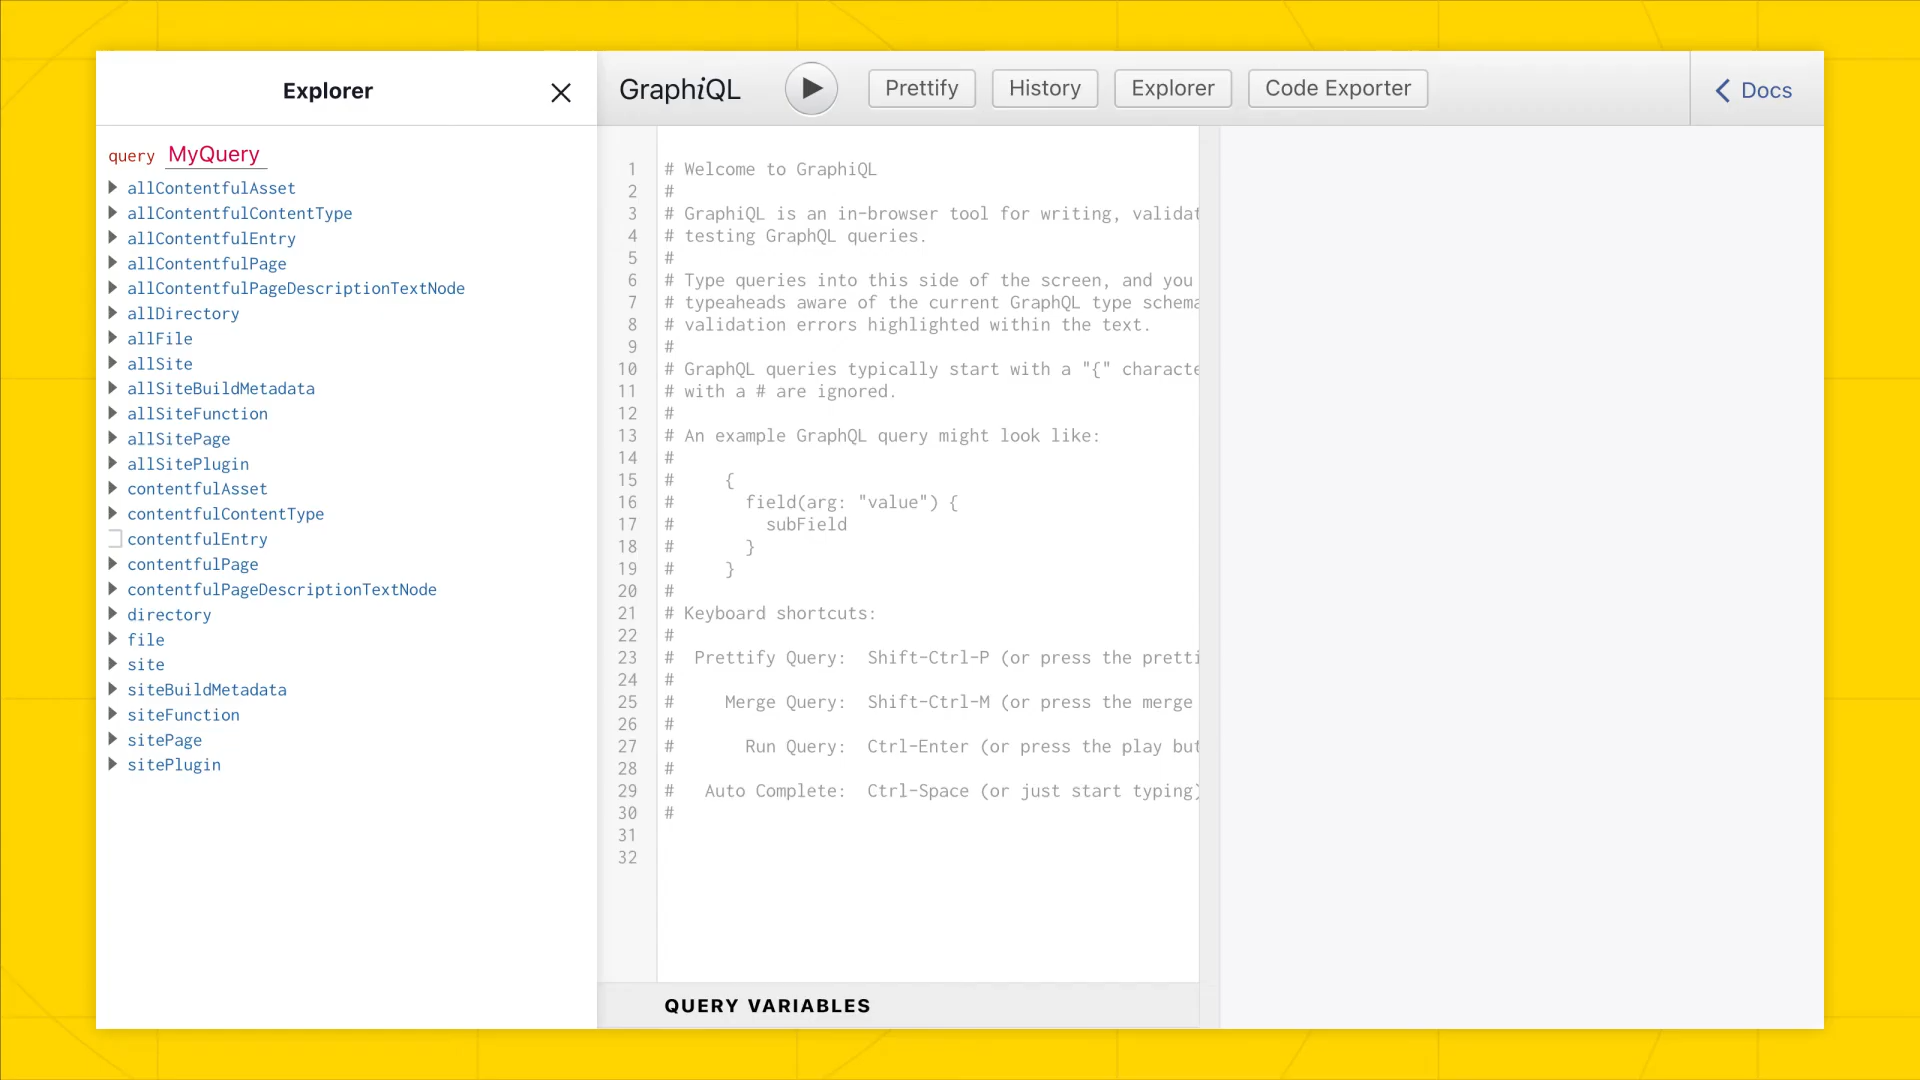 Explorer
GraphiQL
Prettify
History
Explorer
Code Exporter
Docs
query MyQuery
allContentfulAsset
allContentfulContentType
allContentfulEntry
allContentfulPage
allContentfulPageDescriptionTextNode
allDirectory
allFile
allSite
allSiteBuildMetadata
allSiteFunction
allSitePage
allSitePlugin
contentfulAsset
contentfulContentType
contentfulEntry
contentfulPage
contentfulPageDescriptionTextNode
directory
file
site
siteBuildMetadata
siteFunction
sitePage
sitePlugin
1 # Welcome to GraphiQL
2 #
3 # GraphiQL is an in-browser tool for writing, validat
4 # testing GraphQL queries.
5 #
6 # Type queries into this side of the screen, and you
7 # typeaheads aware of the current GraphQL type schema
8 # validation errors highlighted within the text.
9 #
10 # GraphQL queries typically start with a "{" characte
11 # with a # are ignored.
12 #
13 # An example GraphQL query might look like:
14 #
15 # {
16 # field(arg: "value") {
17 # subField
18 # }
19 # }
20 #
21 # Keyboard shortcuts:
22 #
23 # Prettify Query: Shift-Ctrl-P (or press the pretti
24 #
25 # Merge Query: Shift-Ctrl-M (or press the merge
26 #
27 # Run Query: Ctrl-Enter (or press the play but
28 #
29 # Auto Complete: Ctrl-Space (or just start typing)
30 #
31
32
QUERY VARIABLES